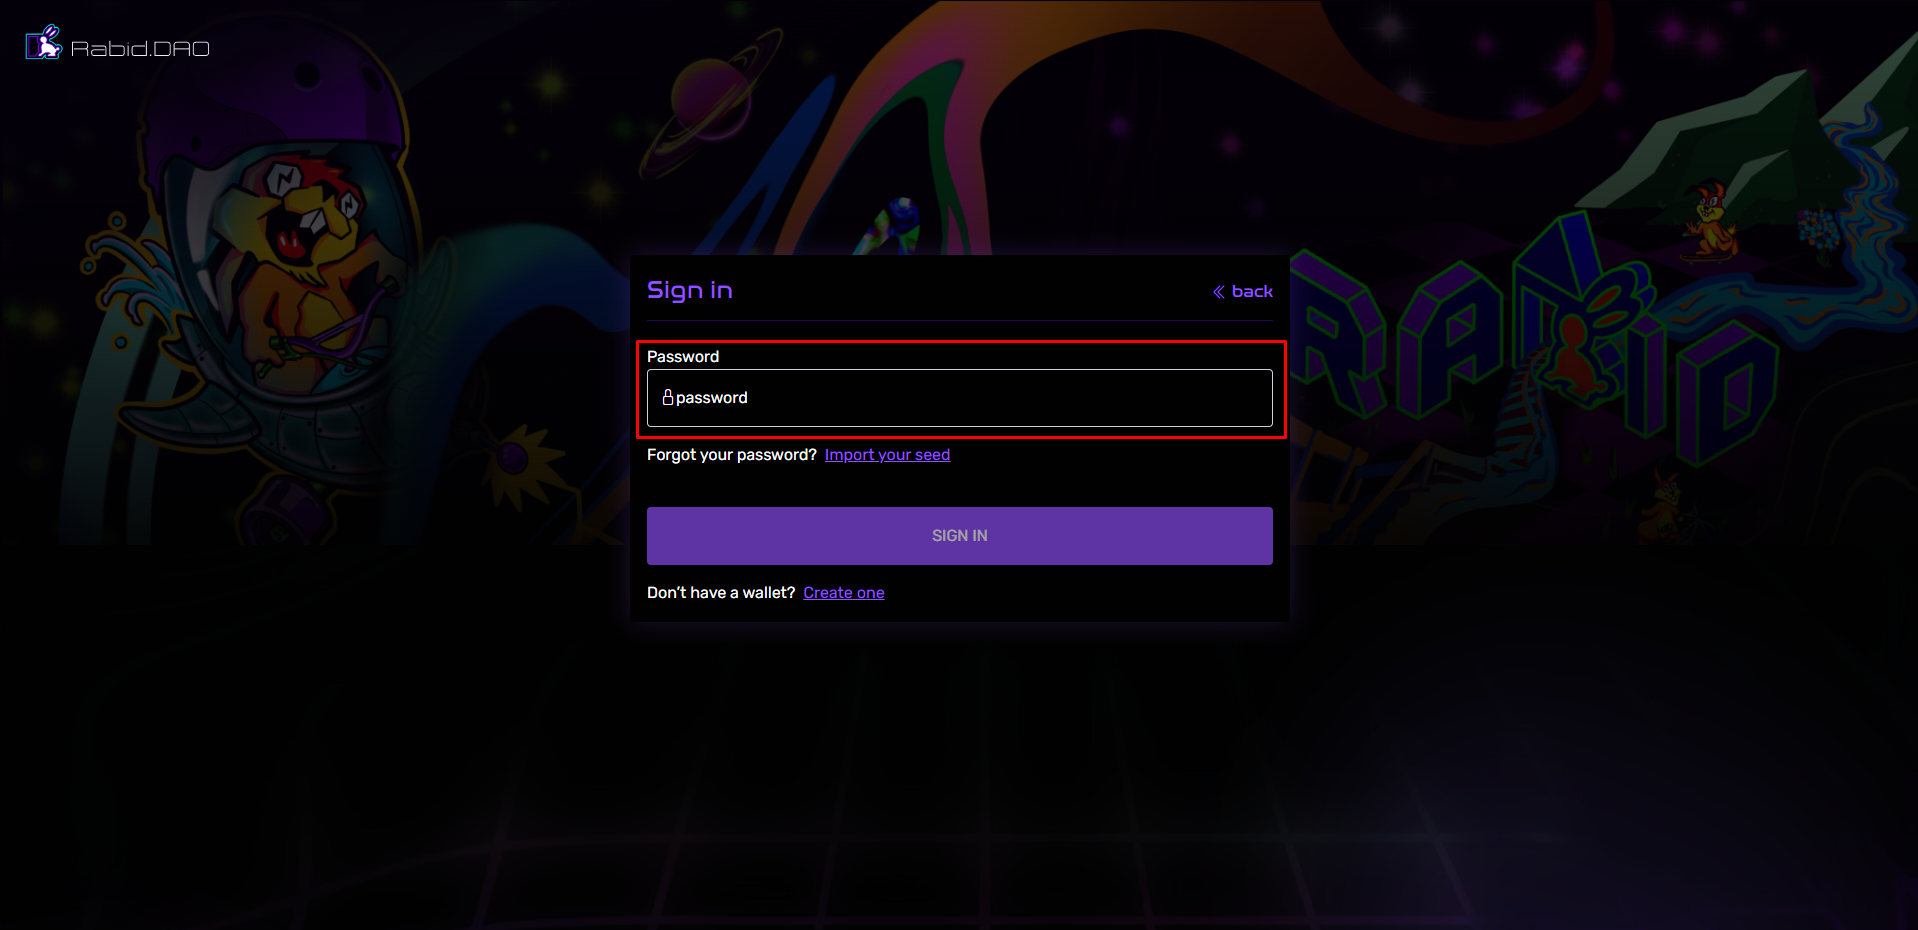 Rabid.DAO
Sign in
back
Password
password
Forgot your password? Import your seed
SIGN IN
Don’t have a wallet? Create one
RABID